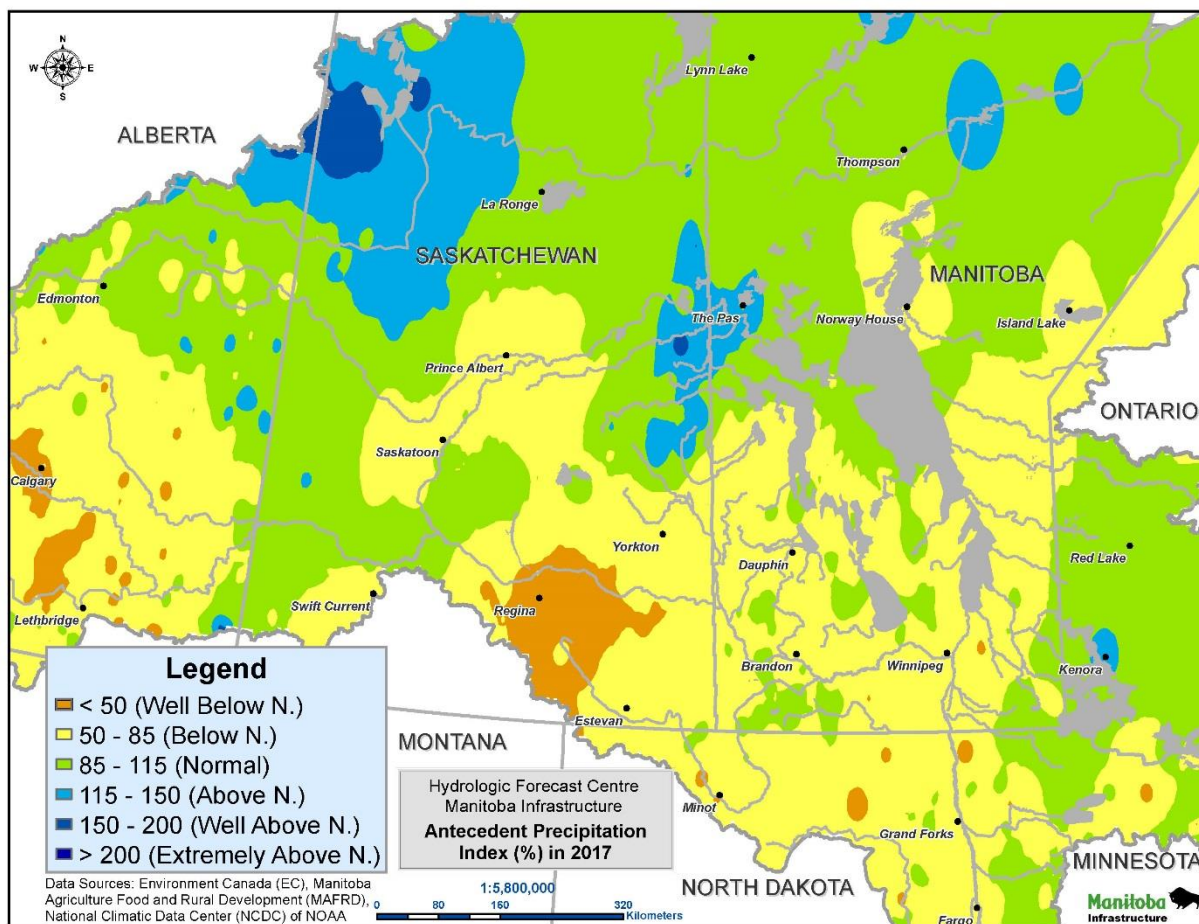 N
W E
S
ALBERTA
Lynn Lake
Thompson
La Ronge
SASKATCHEWAN
MANITOBA
Edmonton
The Pas
Norway House
Island Lake
Prince Albert
ONTARIO
Saskatoon
Calgary
Yorkton
Dauphin
Red Lake
Lethbridge
Swift Current
Regina
Brandon
Winnipeg
Kenora
Estevan
MONTANA
Minot
Grand Forks
NORTH DAKOTA
MINNESOTA
Fargo
Legend
< 50 (Well Below N.)
50 - 85 (Below N.)
85 - 115 (Normal)
115 - 150 (Above N.)
150 - 200 (Well Above N.)
> 200 (Extremely Above N.)
Data Sources: Environment Canada (EC), Manitoba
Agriculture Food and Rural Development (MAFRD),
National Climatic Data Center (NCDC) of NOAA
Hydrologic Forecast Centre
Manitoba Infrastructure
Antecedent Precipitation
Index (%) in 2017
1:5,800,000
0 80 160 320
Kilometers
Manitoba
Infrastructure